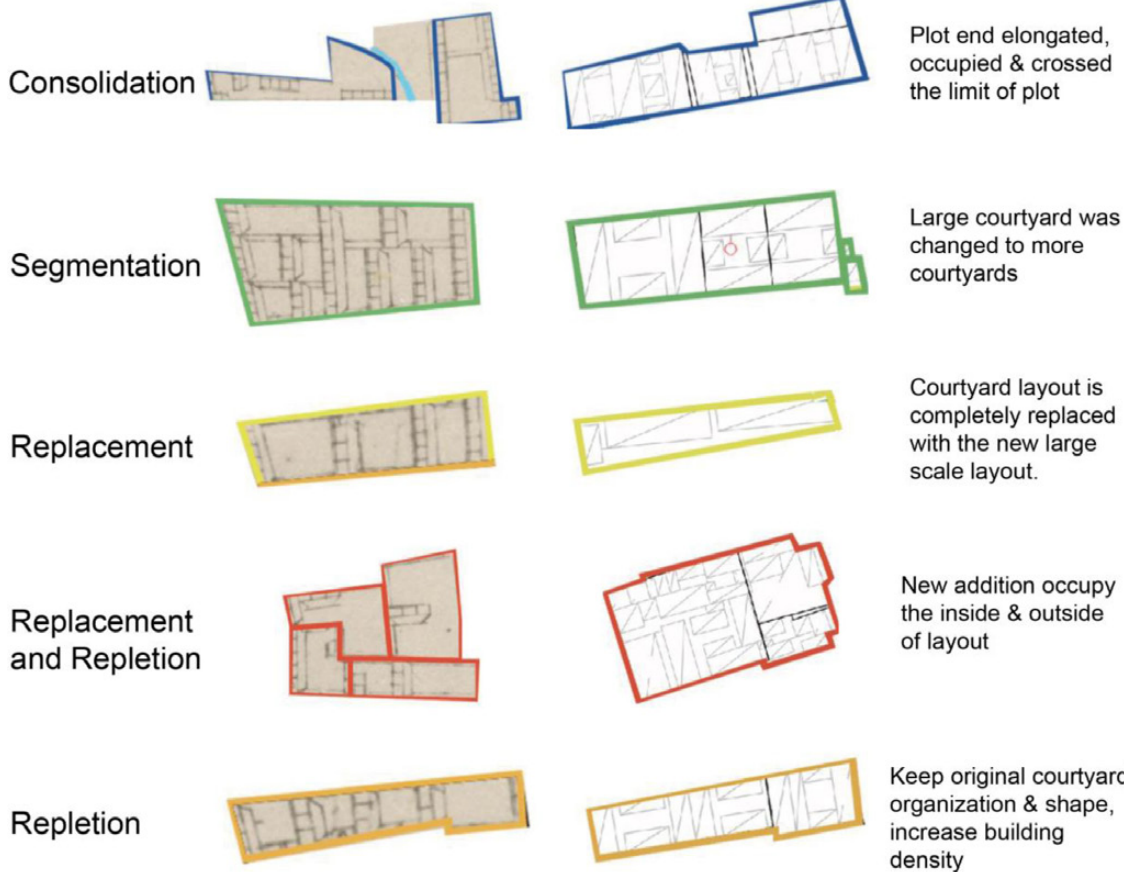 Consolidation
Plot end elongated,
occupied & crossed
the limit of plot
Segmentation
Large courtyard was
changed to more
courtyards
Replacement
Courtyard layout is
completely replaced
with the new large
scale layout.
Replacement
and Repletion
New addition occupy
the inside & outside
of layout
Repletion
Keep original courtyard
organization & shape,
increase building
density